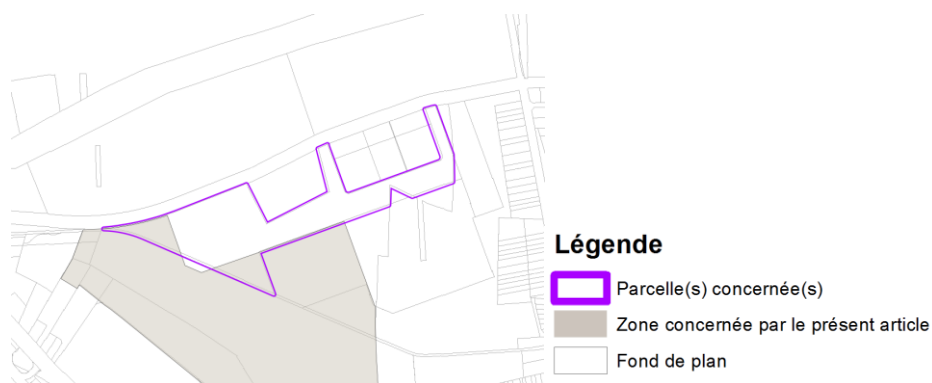 Légende
Parcelle(s) concernée(s)
Zone concernée par le présent article
Fond de plan